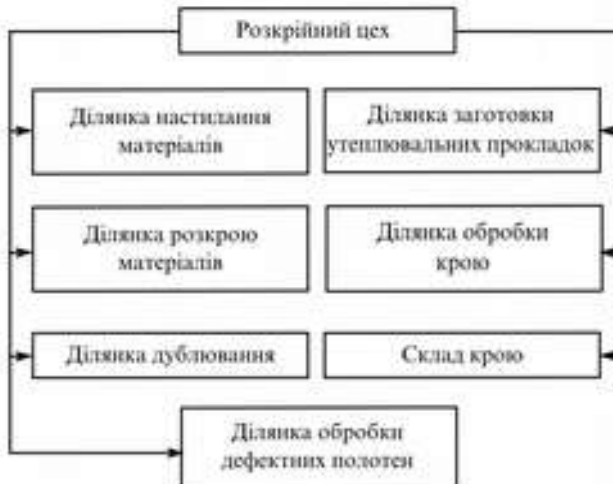 Розкрійний цех
Ділянка настилання
матеріалів
Ділянка заготовки
утеплювальних прокладок
Ділянка розкрою
матеріалів
Ділянка обробки
крою
Ділянка дублювання
Склад крою
Ділянка обробки
дефектних полотен